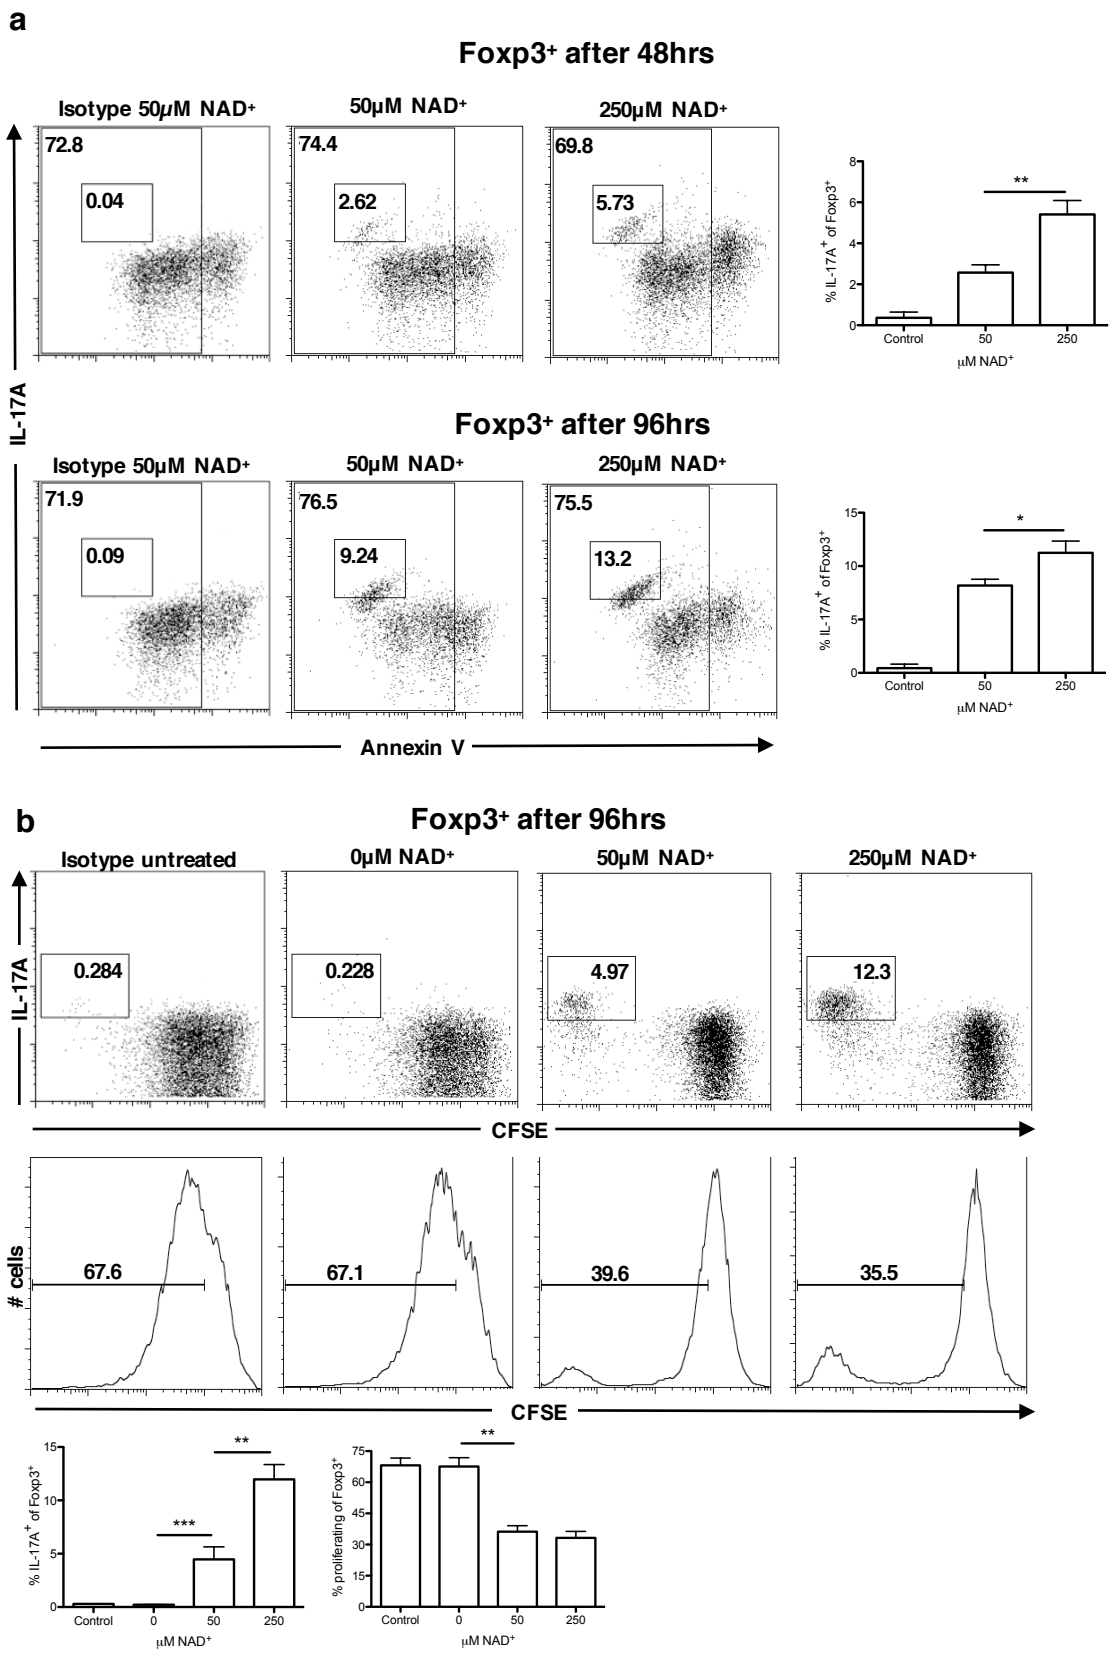 a
Foxp3+ after 48hrs
Isotype 50µM NAD+
50µM NAD+
250µM NAD+
72.8
0.04
74.4
2.62
69.8
5.73
IL-17A
% IL-17A+ of Foxp3+
8
6
4
2
0
**
Control
50
250
µM NAD+
Foxp3+ after 96hrs
Isotype 50µM NAD+
50µM NAD+
250µM NAD+
71.9
0.09
76.5
9.24
75.5
13.2
Annexin V
% IL-17A+ of Foxp3+
15
10
5
0
*
Control
50
250
µM NAD+
b
Foxp3+ after 96hrs
Isotype untreated
0µM NAD+
50µM NAD+
250µM NAD+
IL-17A
0.284
0.228
4.97
12.3
CFSE
# cells
67.6
67.1
39.6
35.5
CFSE
% IL-17A+ of Foxp3+
15
10
5
0
***
**
Control
0
50
250
µM NAD+
% proliferating of Foxp3+
75
60
45
30
15
0
**
Control
0
50
250
µM NAD+